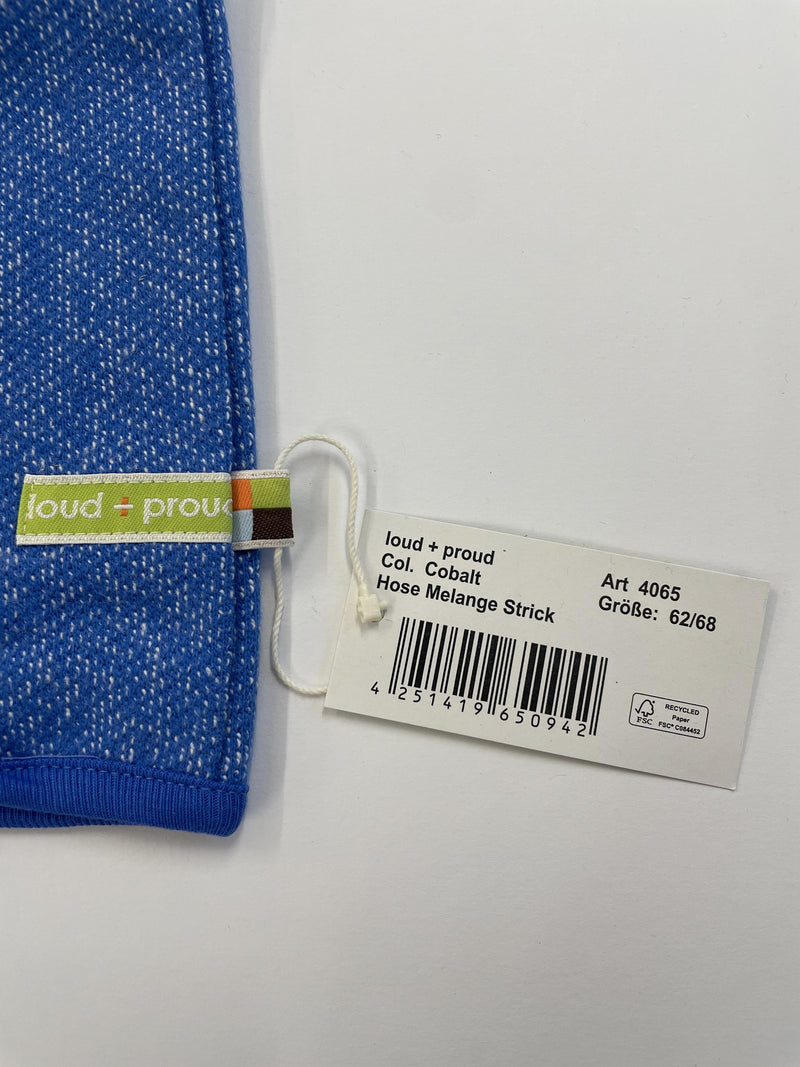 loud + proud
loud + proud
Col. Cobalt
Hose Melange Strick
Art 4065
Größe: 62/68
4 251419 650942
FSC
RECYCLED
Paper
FSC® C084452